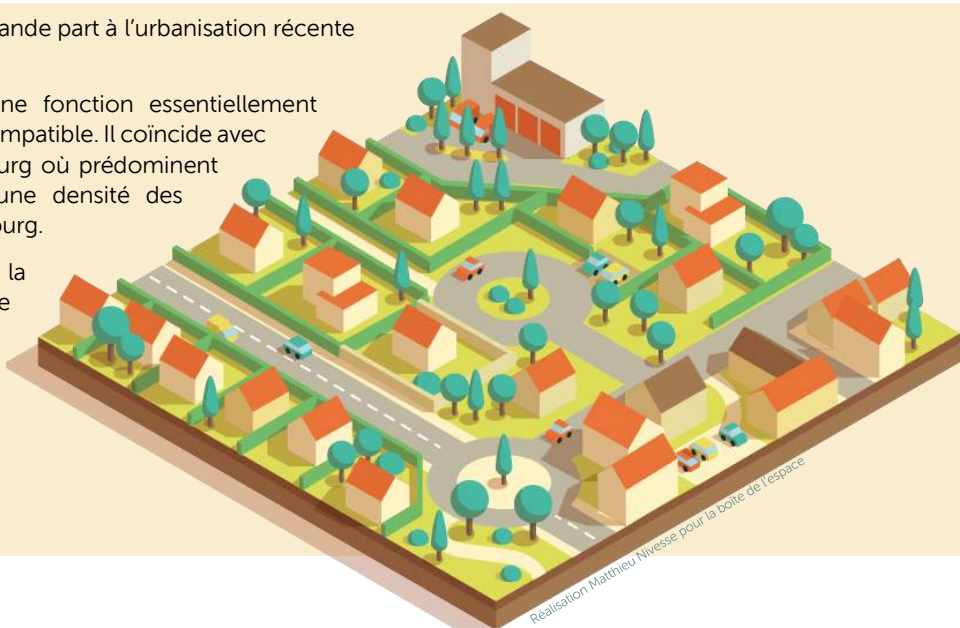 ande part à l'urbanisation récente
ne fonction essentiellement
mpatible. Il coïncide avec
urg où prédominent
une densité des
ourg.
la
e
Réalisation Matthieu Nivesse pour la boîte de l'espace